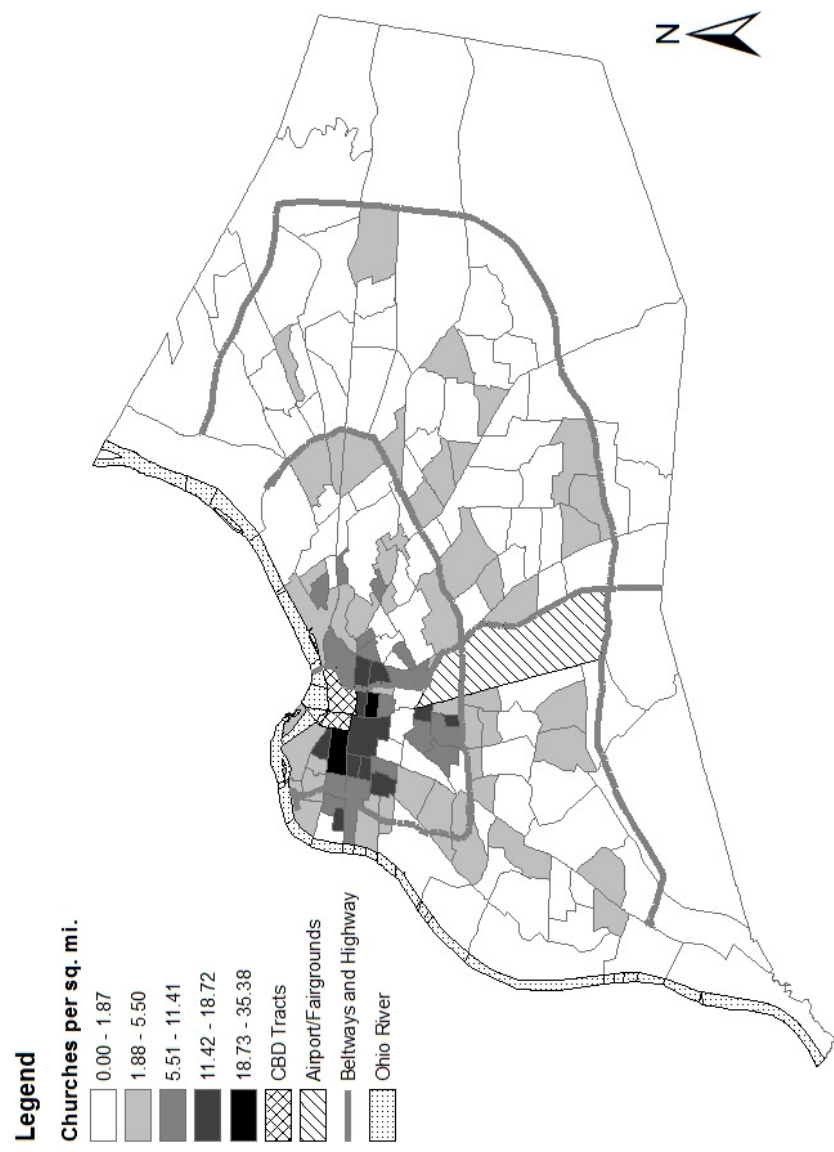 Legend
Churches per sq. mi.
0.00 - 1.87
1.88 - 5.50
5.51 - 11.41
11.42 - 18.72
18.73 - 35.38
CBD Tracts
Airport/Fairgrounds
Beltways and Highway
Ohio River
N